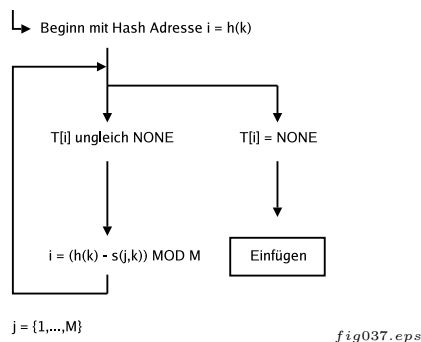 Beginn mit Hash Adresse i = h(k)
T[i] ungleich NONE
T[i] = NONE
i = (h(k) - s(j,k)) MOD M
Einfügen
j = {1,...,M}
fig037.eps